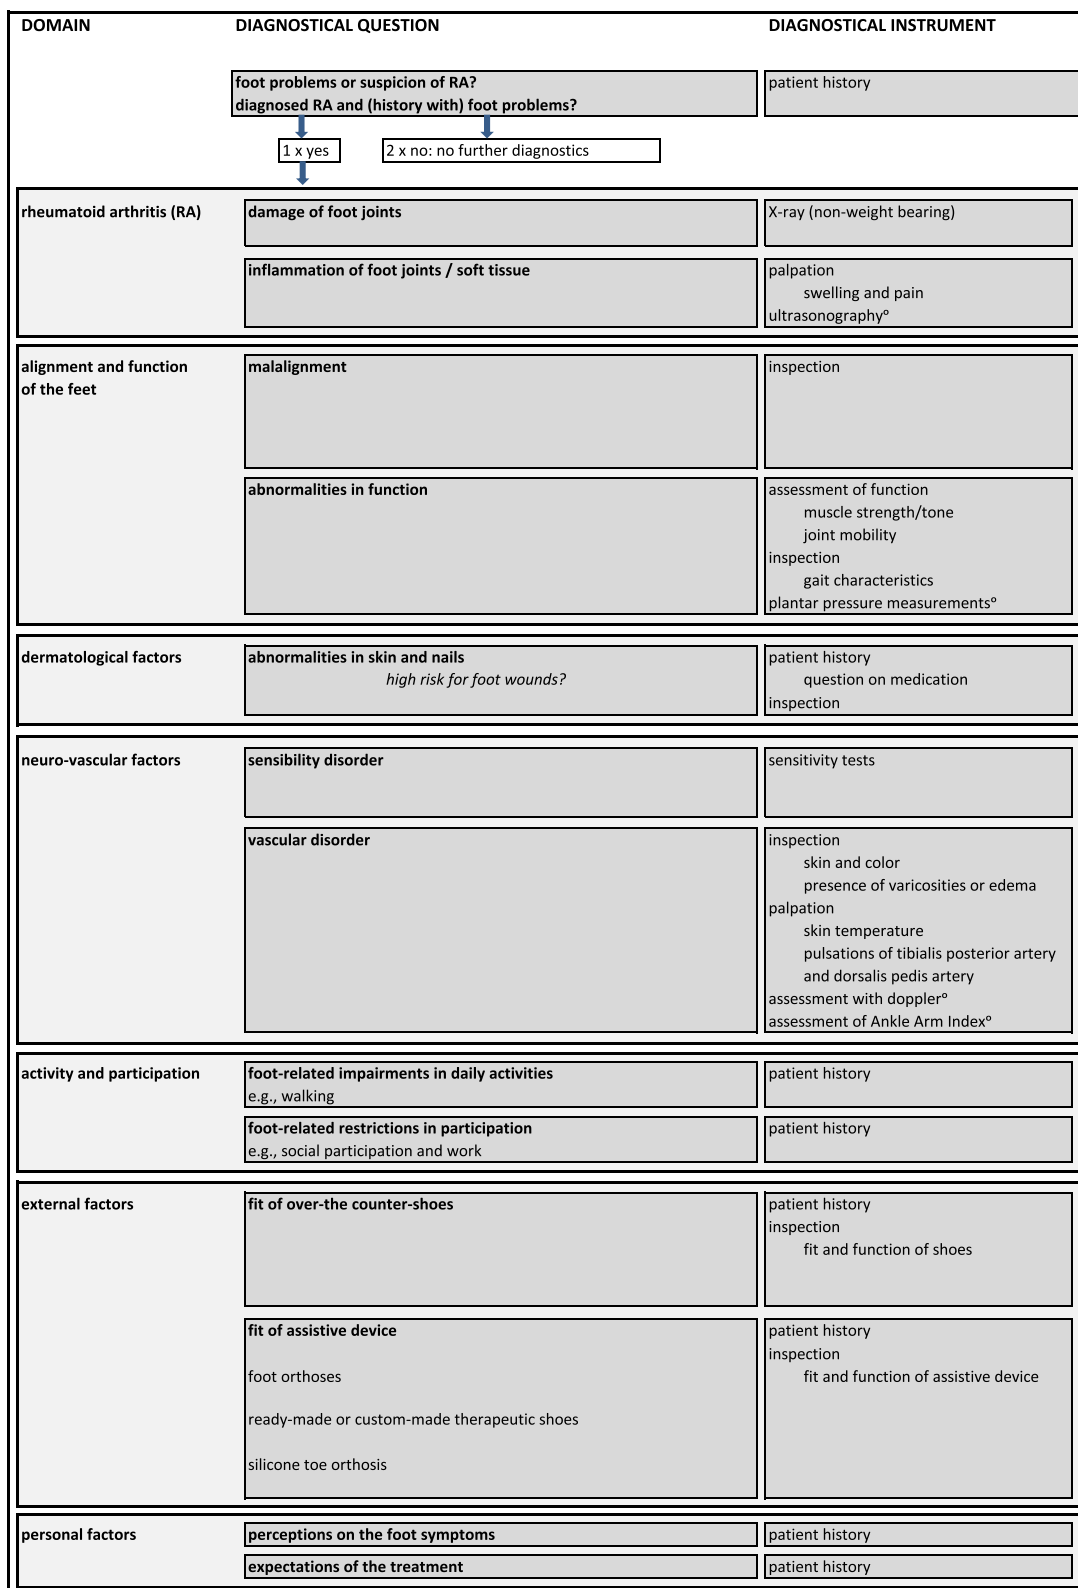 DOMAIN DIAGNOSTICAL QUESTION DIAGNOSTICAL INSTRUMENT
foot problems or suspicion of RA? patient history
diagnosed RA and (history with) foot problems?
1 x yes 2 x no: no further diagnostics
rheumatoid arthritis (RA) damage of foot joints X-ray (non-weight bearing)
inflammation of foot joints / soft tissue palpation
swelling and pain
ultrasonography°
alignment and function malalignment inspection
of the feet
abnormalities in function assessment of function
muscle strength/tone
joint mobility
inspection
gait characteristics
plantar pressure measurements°
dermatological factors abnormalities in skin and nails patient history
high risk for foot wounds? question on medication
inspection
neuro-vascular factors sensibility disorder sensitivity tests
vascular disorder inspection
skin and color
presence of varicosities or edema
palpation
skin temperature
pulsations of tibialis posterior artery
and dorsalis pedis artery
assessment with doppler°
assessment of Ankle Arm Index°
activity and participation foot-related impairments in daily activities patient history
e.g., walking
foot-related restrictions in participation patient history
e.g., social participation and work
external factors fit of over-the counter-shoes patient history
inspection
fit and function of shoes
fit of assistive device patient history
inspection
foot orthoses fit and function of assistive device
ready-made or custom-made therapeutic shoes
silicone toe orthosis
personal factors perceptions on the foot symptoms patient history
expectations of the treatment patient history